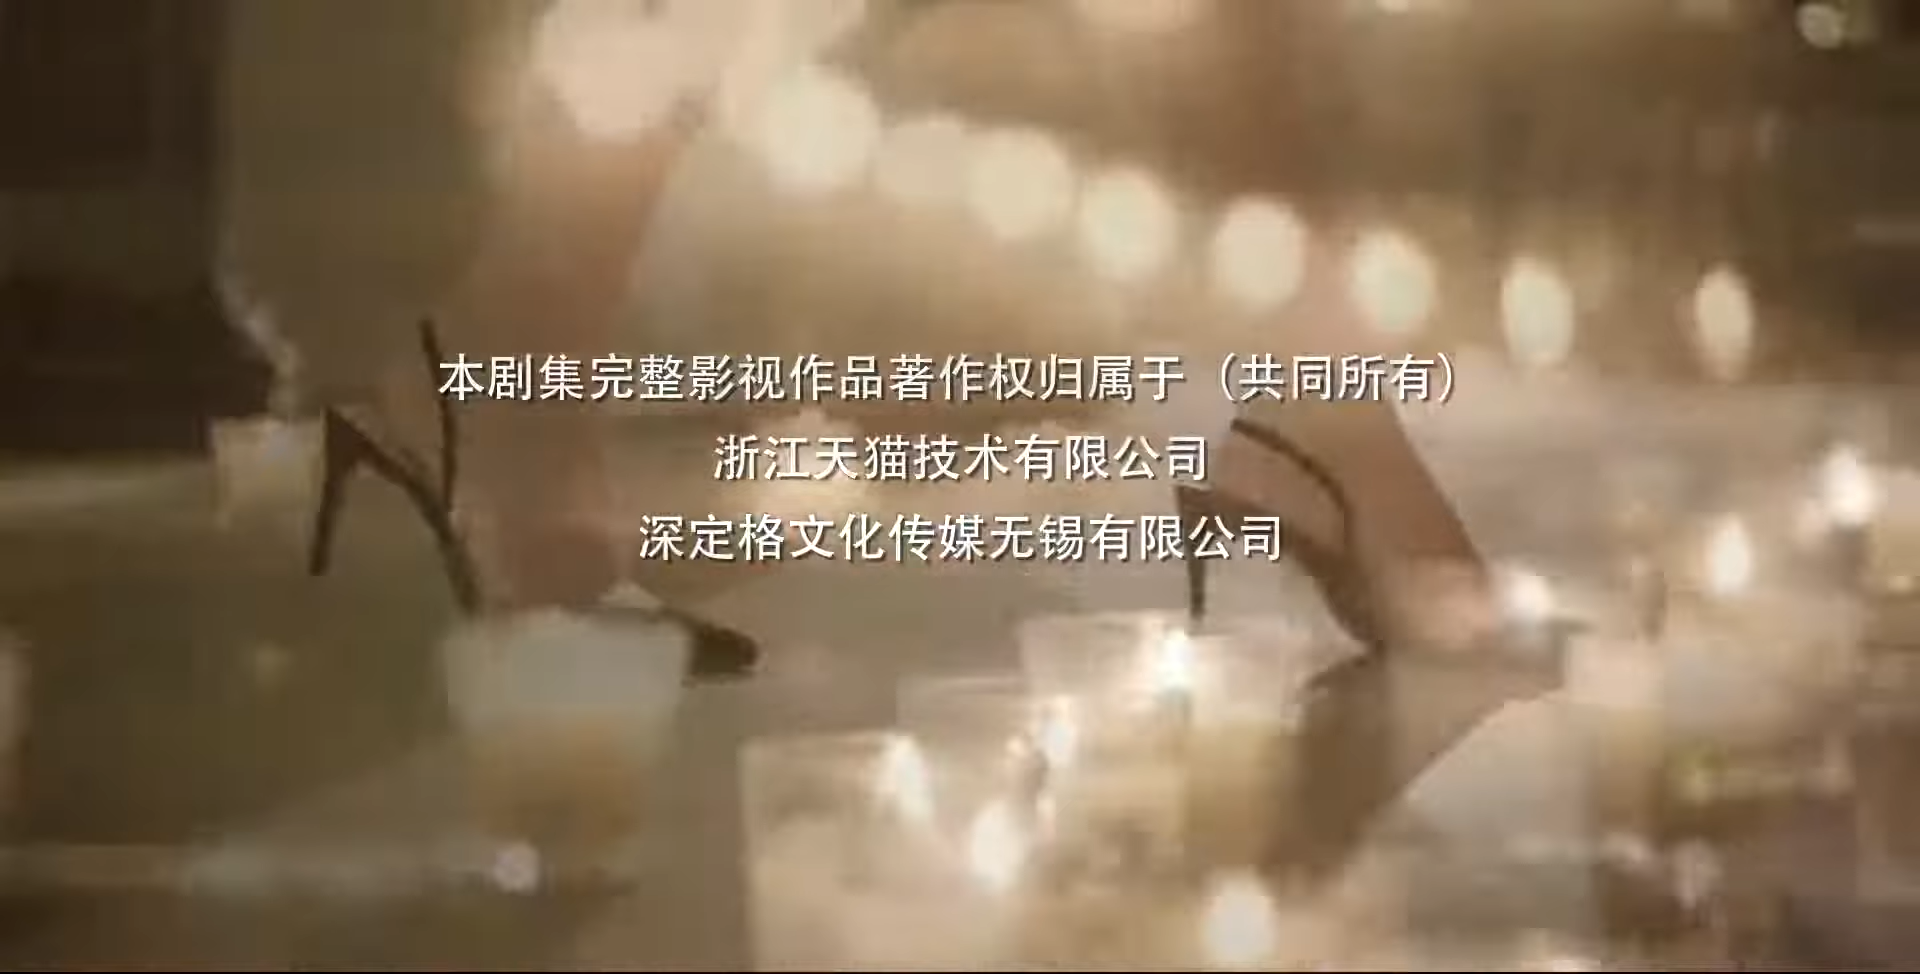 本剧集完整影视作品著作权归属于（共同所有）
浙江天猫技术有限公司
深定格文化传媒无锡有限公司